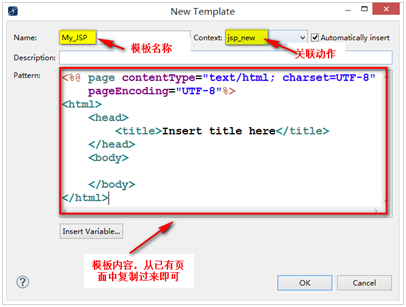 New Template
Name: My_JSP Context: jsp_new Automatically insert
模板名称 关联动作
Description:
Pattern: <%@ page contentType="text/html; charset=UTF-8"
pageEncoding="UTF-8"%>
<html>
<head>
<title>Insert title here</title>
</head>
<body>
</body>
</html>
Insert Variable...
模板内容，从已有页
面中复制过来即可
OK Cancel